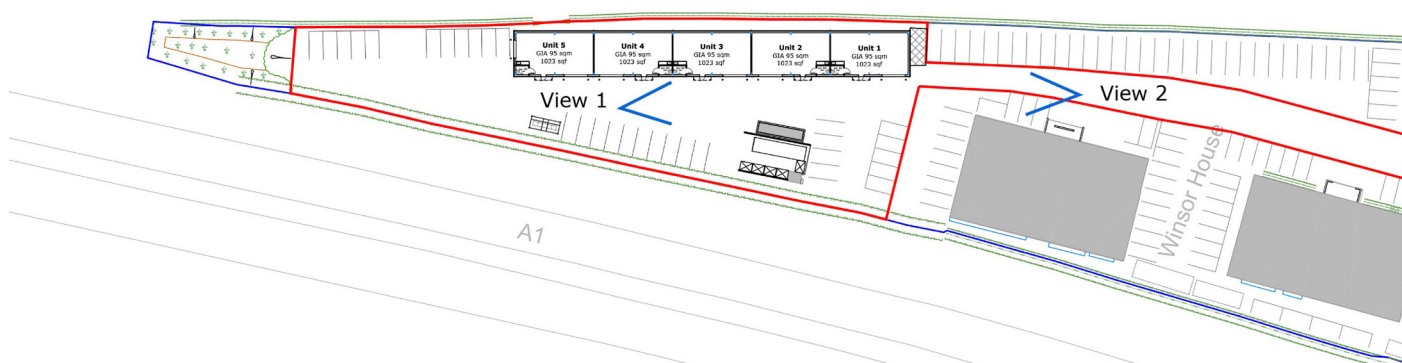 Unit 5
GIA 95 sqm
1023 sqf
Unit 4
GIA 95 sqm
1023 sqf
Unit 3
GIA 95 sqm
1023 sqf
Unit 2
GIA 95 sqm
1023 sqf
Unit 1
GIA 95 sqm
1023 sqf
View 1
View 2
Winsor House
A1